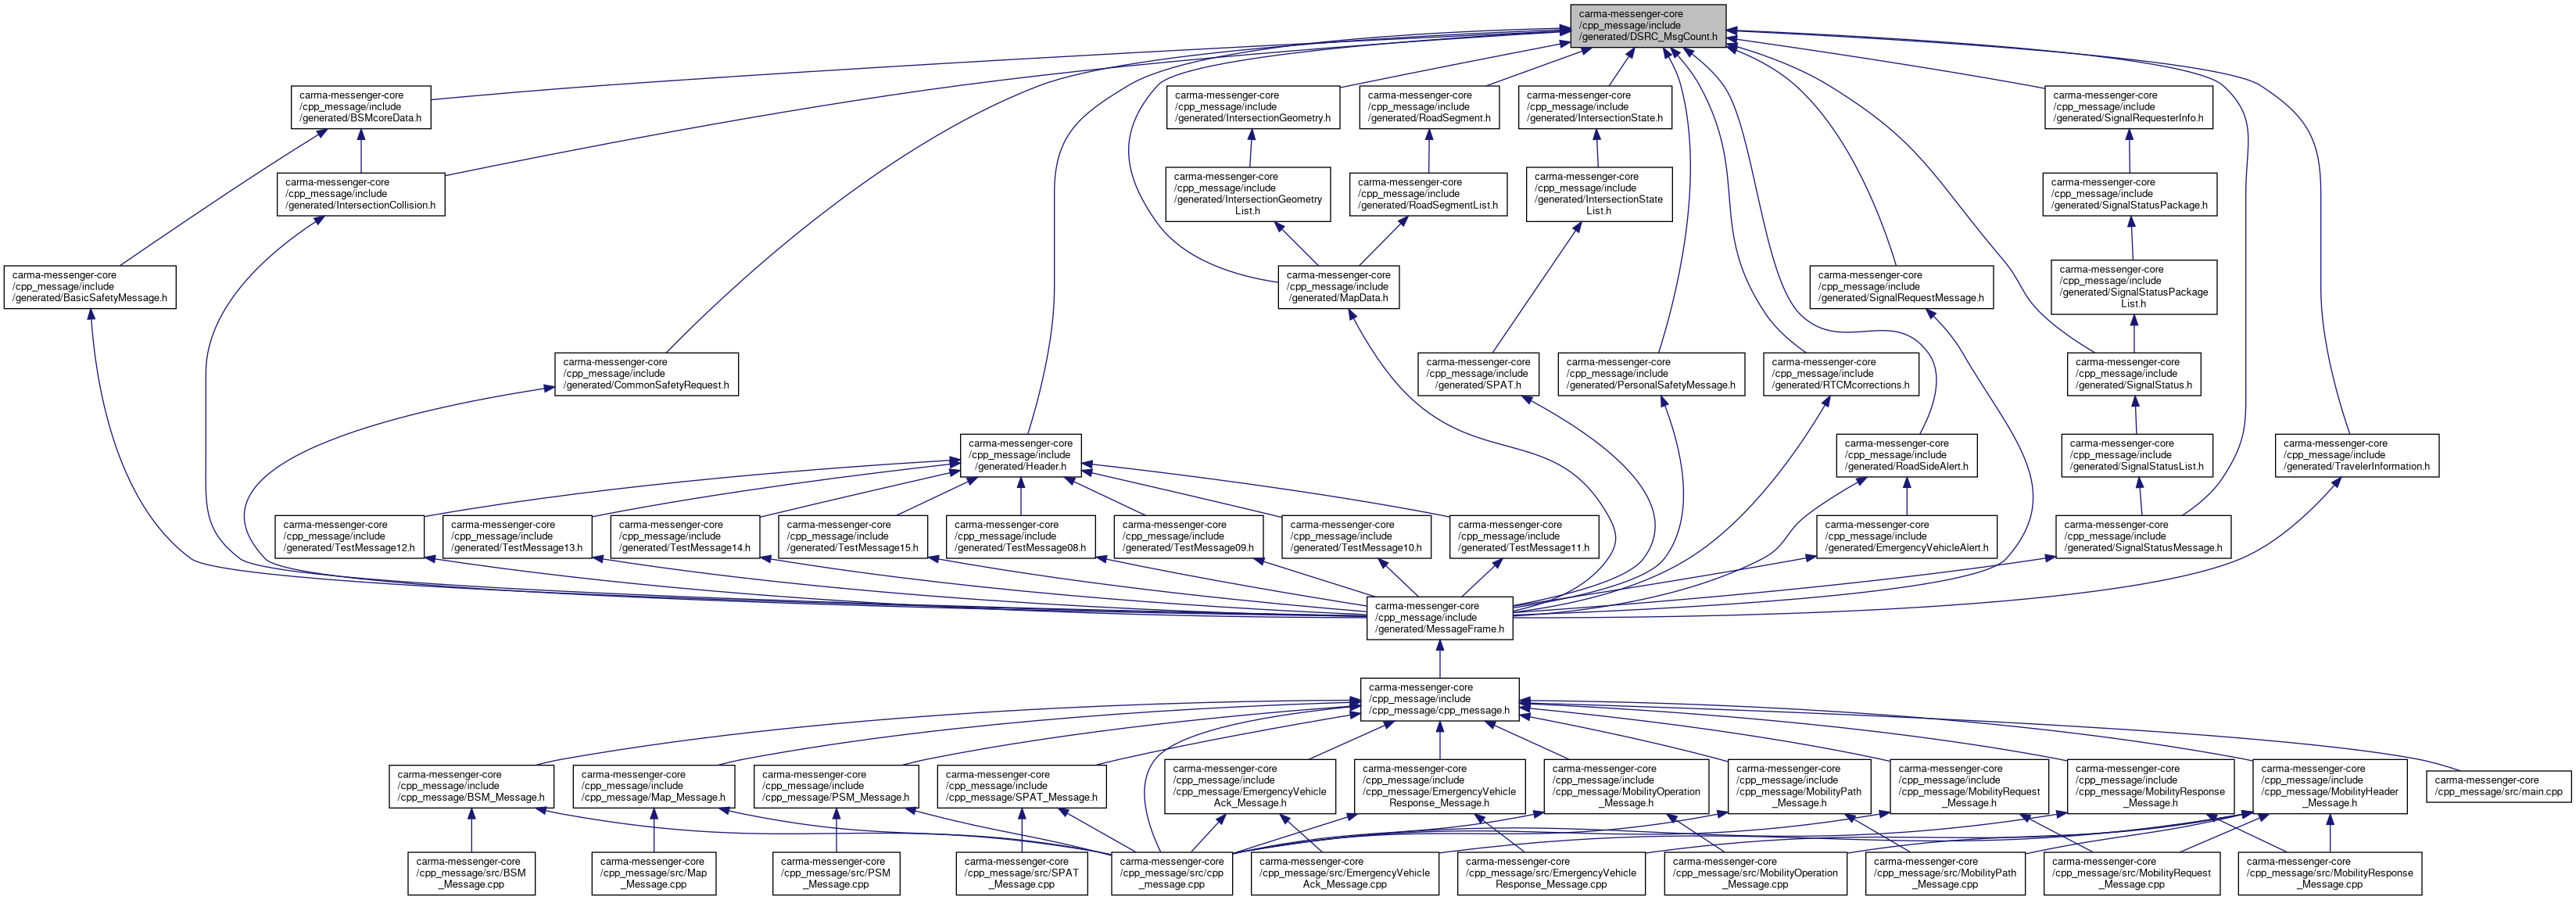 carma-messenger-core
/cpp_message/include
/generated/DSRC_MsgCount.h
carma-messenger-core
/cpp_message/include
/generated/BSMcoreData.h
carma-messenger-core
/cpp_message/include
/generated/IntersectionGeometry.h
carma-messenger-core
/cpp_message/include
/generated/RoadSegment.h
carma-messenger-core
/cpp_message/include
/generated/IntersectionState.h
carma-messenger-core
/cpp_message/include
/generated/SignalRequesterInfo.h
carma-messenger-core
/cpp_message/include
/generated/IntersectionCollision.h
carma-messenger-core
/cpp_message/include
/generated/IntersectionGeometry
List.h
carma-messenger-core
/cpp_message/include
/generated/RoadSegmentList.h
carma-messenger-core
/cpp_message/include
/generated/IntersectionState
List.h
carma-messenger-core
/cpp_message/include
/generated/SignalStatusPackage.h
carma-messenger-core
/cpp_message/include
/generated/BasicSafetyMessage.h
carma-messenger-core
/cpp_message/include
/generated/MapData.h
carma-messenger-core
/cpp_message/include
/generated/SignalRequestMessage.h
carma-messenger-core
/cpp_message/include
/generated/SignalStatusPackage
List.h
carma-messenger-core
/cpp_message/include
/generated/CommonSafetyRequest.h
carma-messenger-core
/cpp_message/include
/generated/SPAT.h
carma-messenger-core
/cpp_message/include
/generated/PersonalSafetyMessage.h
carma-messenger-core
/cpp_message/include
/generated/RTCMcorrections.h
carma-messenger-core
/cpp_message/include
/generated/SignalStatus.h
carma-messenger-core
/cpp_message/include
/generated/Header.h
carma-messenger-core
/cpp_message/include
/generated/RoadSideAlert.h
carma-messenger-core
/cpp_message/include
/generated/SignalStatusList.h
carma-messenger-core
/cpp_message/include
/generated/TravelerInformation.h
carma-messenger-core
/cpp_message/include
/generated/TestMessage12.h
carma-messenger-core
/cpp_message/include
/generated/TestMessage13.h
carma-messenger-core
/cpp_message/include
/generated/TestMessage14.h
carma-messenger-core
/cpp_message/include
/generated/TestMessage15.h
carma-messenger-core
/cpp_message/include
/generated/TestMessage08.h
carma-messenger-core
/cpp_message/include
/generated/TestMessage09.h
carma-messenger-core
/cpp_message/include
/generated/TestMessage10.h
carma-messenger-core
/cpp_message/include
/generated/TestMessage11.h
carma-messenger-core
/cpp_message/include
/generated/EmergencyVehicleAlert.h
carma-messenger-core
/cpp_message/include
/generated/SignalStatusMessage.h
carma-messenger-core
/cpp_message/include
/generated/MessageFrame.h
carma-messenger-core
/cpp_message/include
/cpp_message/cpp_message.h
carma-messenger-core
/cpp_message/include
/cpp_message/BSM_Message.h
carma-messenger-core
/cpp_message/include
/cpp_message/Map_Message.h
carma-messenger-core
/cpp_message/include
/cpp_message/PSM_Message.h
carma-messenger-core
/cpp_message/include
/cpp_message/SPAT_Message.h
carma-messenger-core
/cpp_message/include
/cpp_message/EmergencyVehicle
Ack_Message.h
carma-messenger-core
/cpp_message/include
/cpp_message/EmergencyVehicle
Response_Message.h
carma-messenger-core
/cpp_message/include
/cpp_message/MobilityOperation
_Message.h
carma-messenger-core
/cpp_message/include
/cpp_message/MobilityPath
_Message.h
carma-messenger-core
/cpp_message/include
/cpp_message/MobilityRequest
_Message.h
carma-messenger-core
/cpp_message/include
/cpp_message/MobilityResponse
_Message.h
carma-messenger-core
/cpp_message/include
/cpp_message/MobilityHeader
_Message.h
carma-messenger-core
/cpp_message/src/main.cpp
carma-messenger-core
/cpp_message/src/BSM
_Message.cpp
carma-messenger-core
/cpp_message/src/Map
_Message.cpp
carma-messenger-core
/cpp_message/src/PSM
_Message.cpp
carma-messenger-core
/cpp_message/src/SPAT
_Message.cpp
carma-messenger-core
/cpp_message/src/cpp
_message.cpp
carma-messenger-core
/cpp_message/src/EmergencyVehicle
Ack_Message.cpp
carma-messenger-core
/cpp_message/src/EmergencyVehicle
Response_Message.cpp
carma-messenger-core
/cpp_message/src/MobilityOperation
_Message.cpp
carma-messenger-core
/cpp_message/src/MobilityPath
_Message.cpp
carma-messenger-core
/cpp_message/src/MobilityRequest
_Message.cpp
carma-messenger-core
/cpp_message/src/MobilityResponse
_Message.cpp